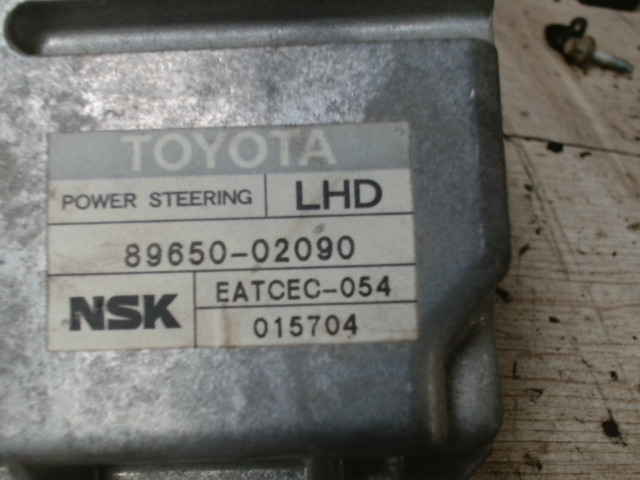 TOYOTA
POWER STEERING LHD
89650-02090
NSK EATCEC-054
015704